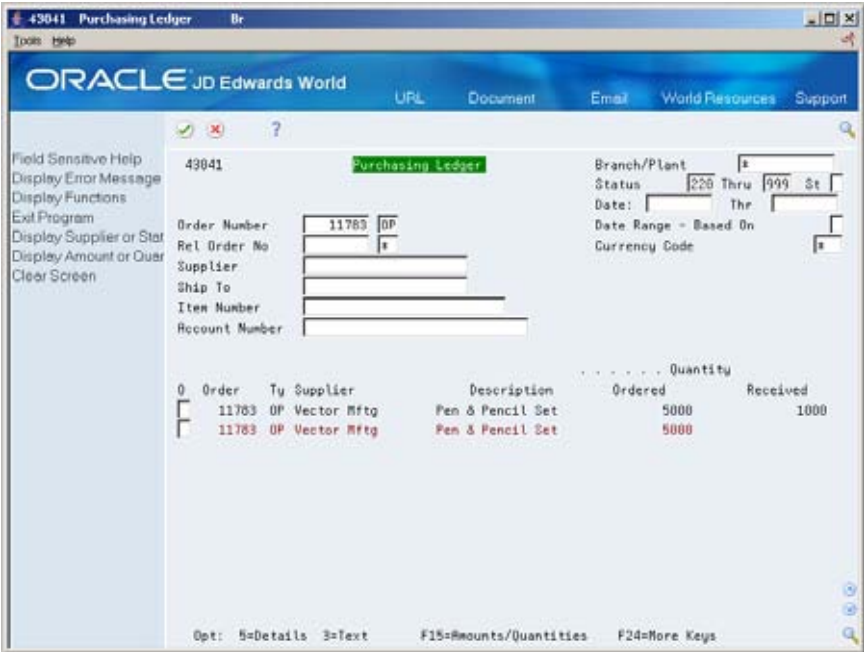 43041 Purchasing Ledger Br
Tools Help
ORACLE JD Edwards World
URL Document Email World Resources Support
?
Field Sensitive Help
Display Error Message
Display Functions
Exit Program
Display Supplier or Stat
Display Amount or Quan
Clear Screen
43041 Purchasing Ledger Branch/Plant *
Status 220 Thru 999 St
Date: Thr
Order Number 11783 OP Date Range - Based On
Rel Order No * Currency Code *
Supplier
Ship To
Item Number
Account Number
. . . . . . Quantity
O Order Ty Supplier Description Ordered Received
11783 OP Vector Mftg Pen & Pencil Set 5000 1000
11783 OP Vector Mftg Pen & Pencil Set 5000
Opt: 5=Details 3=Text F15=Amounts/Quantities F24=More Keys